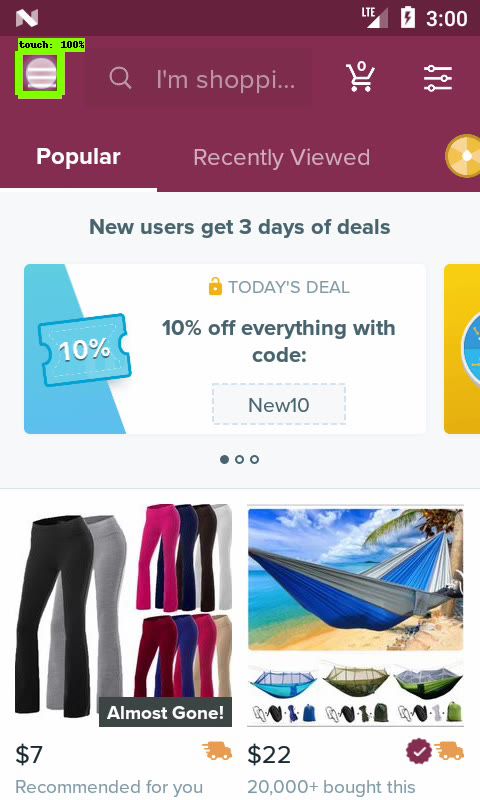 LTE 3:00
touch: 100%
I'm shoppi...
0
Popular
Recently Viewed
New users get 3 days of deals
TODAY'S DEAL
10% off everything with
code:
10%
New10
Almost Gone!
$7
$22
Recommended for you
20,000+ bought this